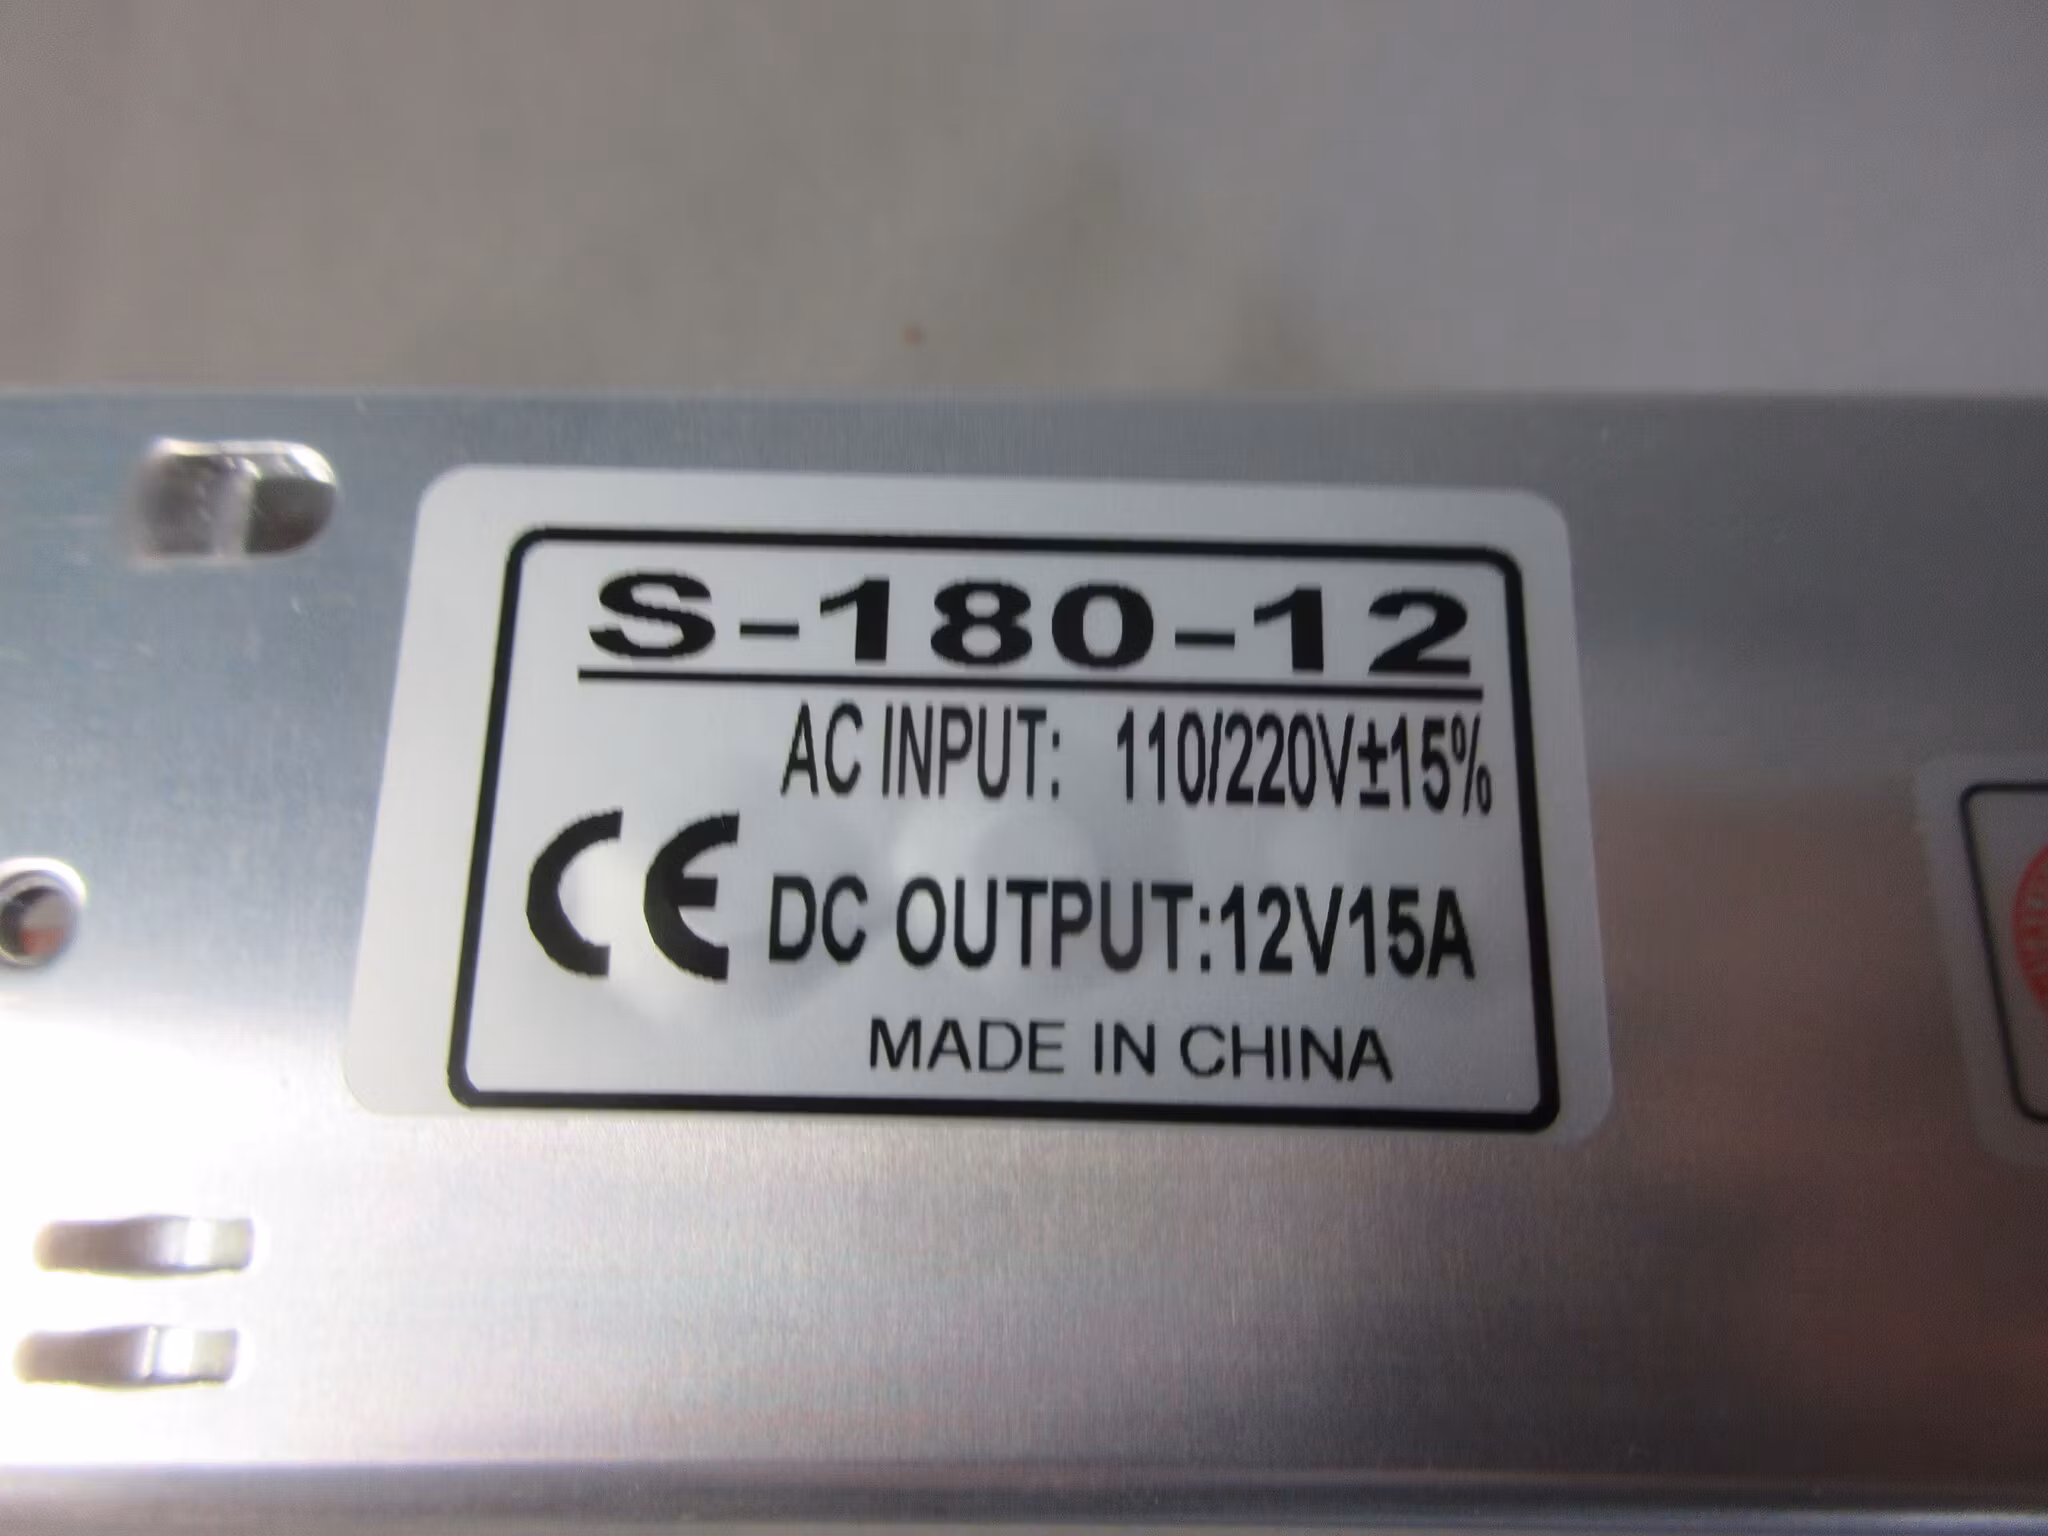 S-180-12
AC INPUT: 110/220V±15%
CE DC OUTPUT:12V15A
MADE IN CHINA